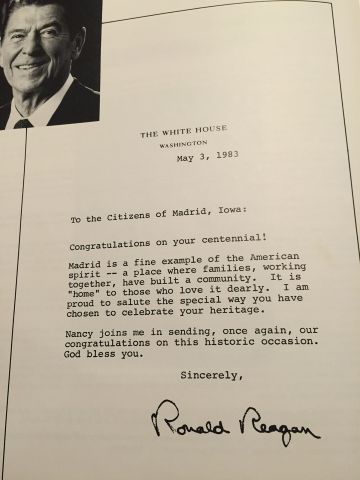 THE WHITE HOUSE
WASHINGTON
May 3, 1983
To the Citizens of Madrid, Iowa:
Congratulations on your centennial!
Madrid is a fine example of the American
spirit -- a place where families, working
together, have built a community. It is
"home" to those who love it dearly. I am
proud to salute the special way you have
chosen to celebrate your heritage.
Nancy joins me in sending, once again, our
congratulations on this historic occasion.
God bless you.
Sincerely,
Ronald Reagan